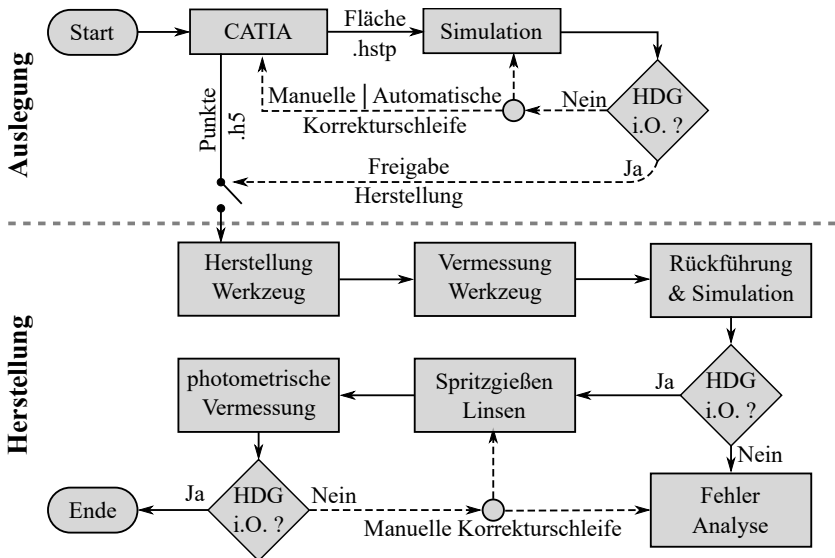 Auslegung
Start
CATIA
Fläche
.hstp
Simulation
HDG
i.O. ?
Nein
Manuelle | Automatische
Korrekturschleife
Punkte
.h5
Ja
Freigabe
Herstellung
Herstellung
Herstellung
Werkzeug
Vermessung
Werkzeug
Rückführung
& Simulation
HDG
i.O. ?
Ja
Nein
Spritzgießen
Linsen
photometrische
Vermessung
HDG
i.O. ?
Ja
Ende
Nein
Manuelle Korrekturschleife
Fehler
Analyse